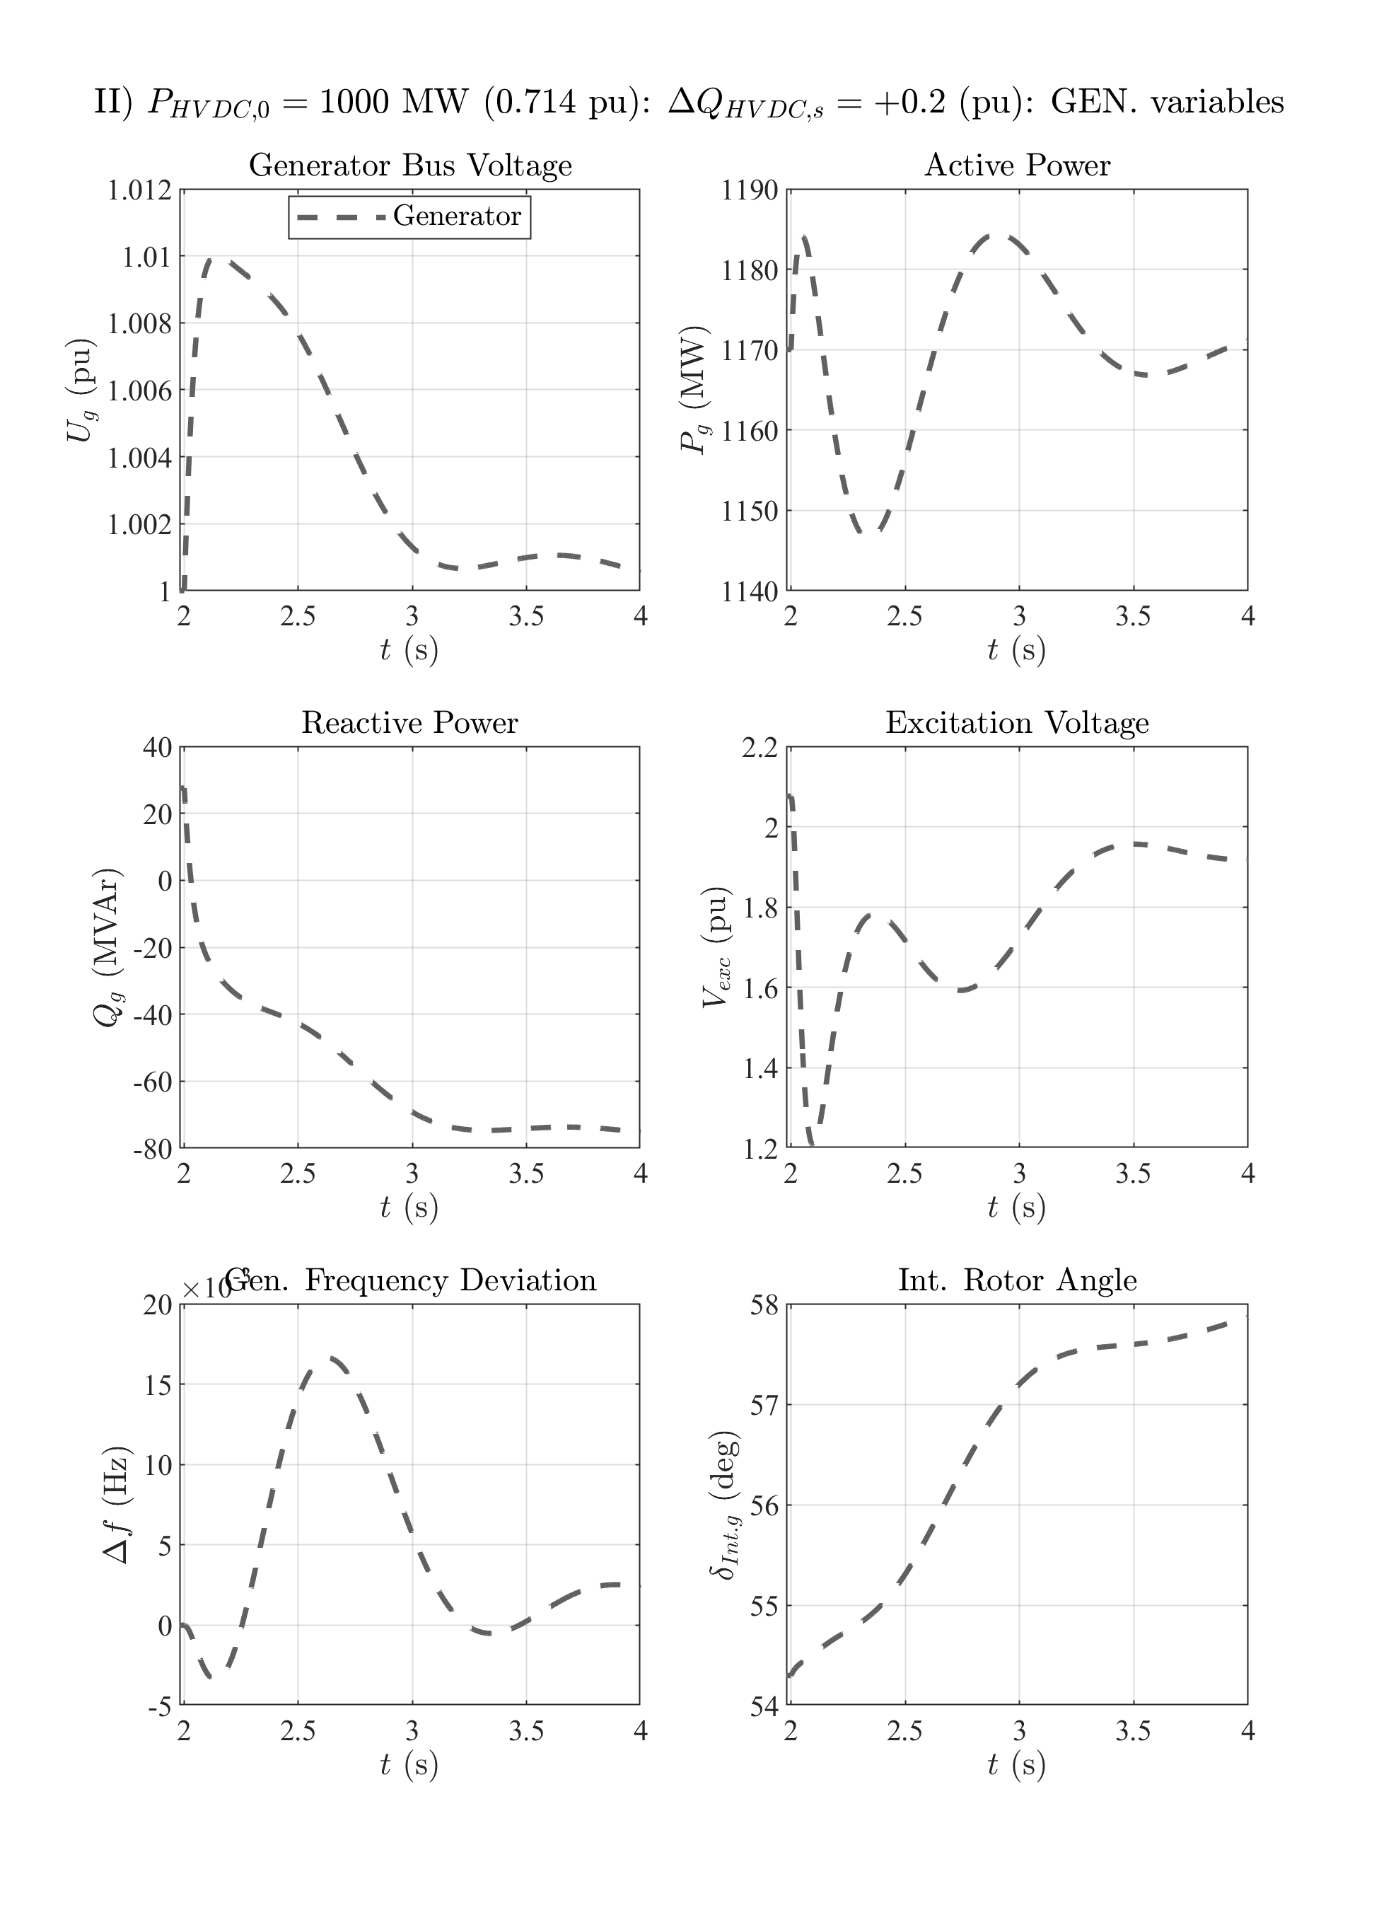 II) P_{HVDC,0} = 1000 MW (0.714 pu): ΔQ_{HVDC,s} = +0.2 (pu): GEN. variables
Generator Bus Voltage
Generator
1.012
1.01
1.008
1.006
1.004
1.002
1
U_g (pu)
2 2.5 3 3.5 4
t (s)
Active Power
1190
1180
1170
1160
1150
1140
P_g (MW)
2 2.5 3 3.5 4
t (s)
Reactive Power
40
20
0
-20
-40
-60
-80
Q_g (MVAr)
2 2.5 3 3.5 4
t (s)
Excitation Voltage
2.2
2
1.8
1.6
1.4
1.2
V_{exc} (pu)
2 2.5 3 3.5 4
t (s)
Gen. Frequency Deviation
×10^{-3}
20
15
10
5
0
-5
Δf (Hz)
2 2.5 3 3.5 4
t (s)
Int. Rotor Angle
58
57
56
55
54
δ_{Int.g} (deg)
2 2.5 3 3.5 4
t (s)